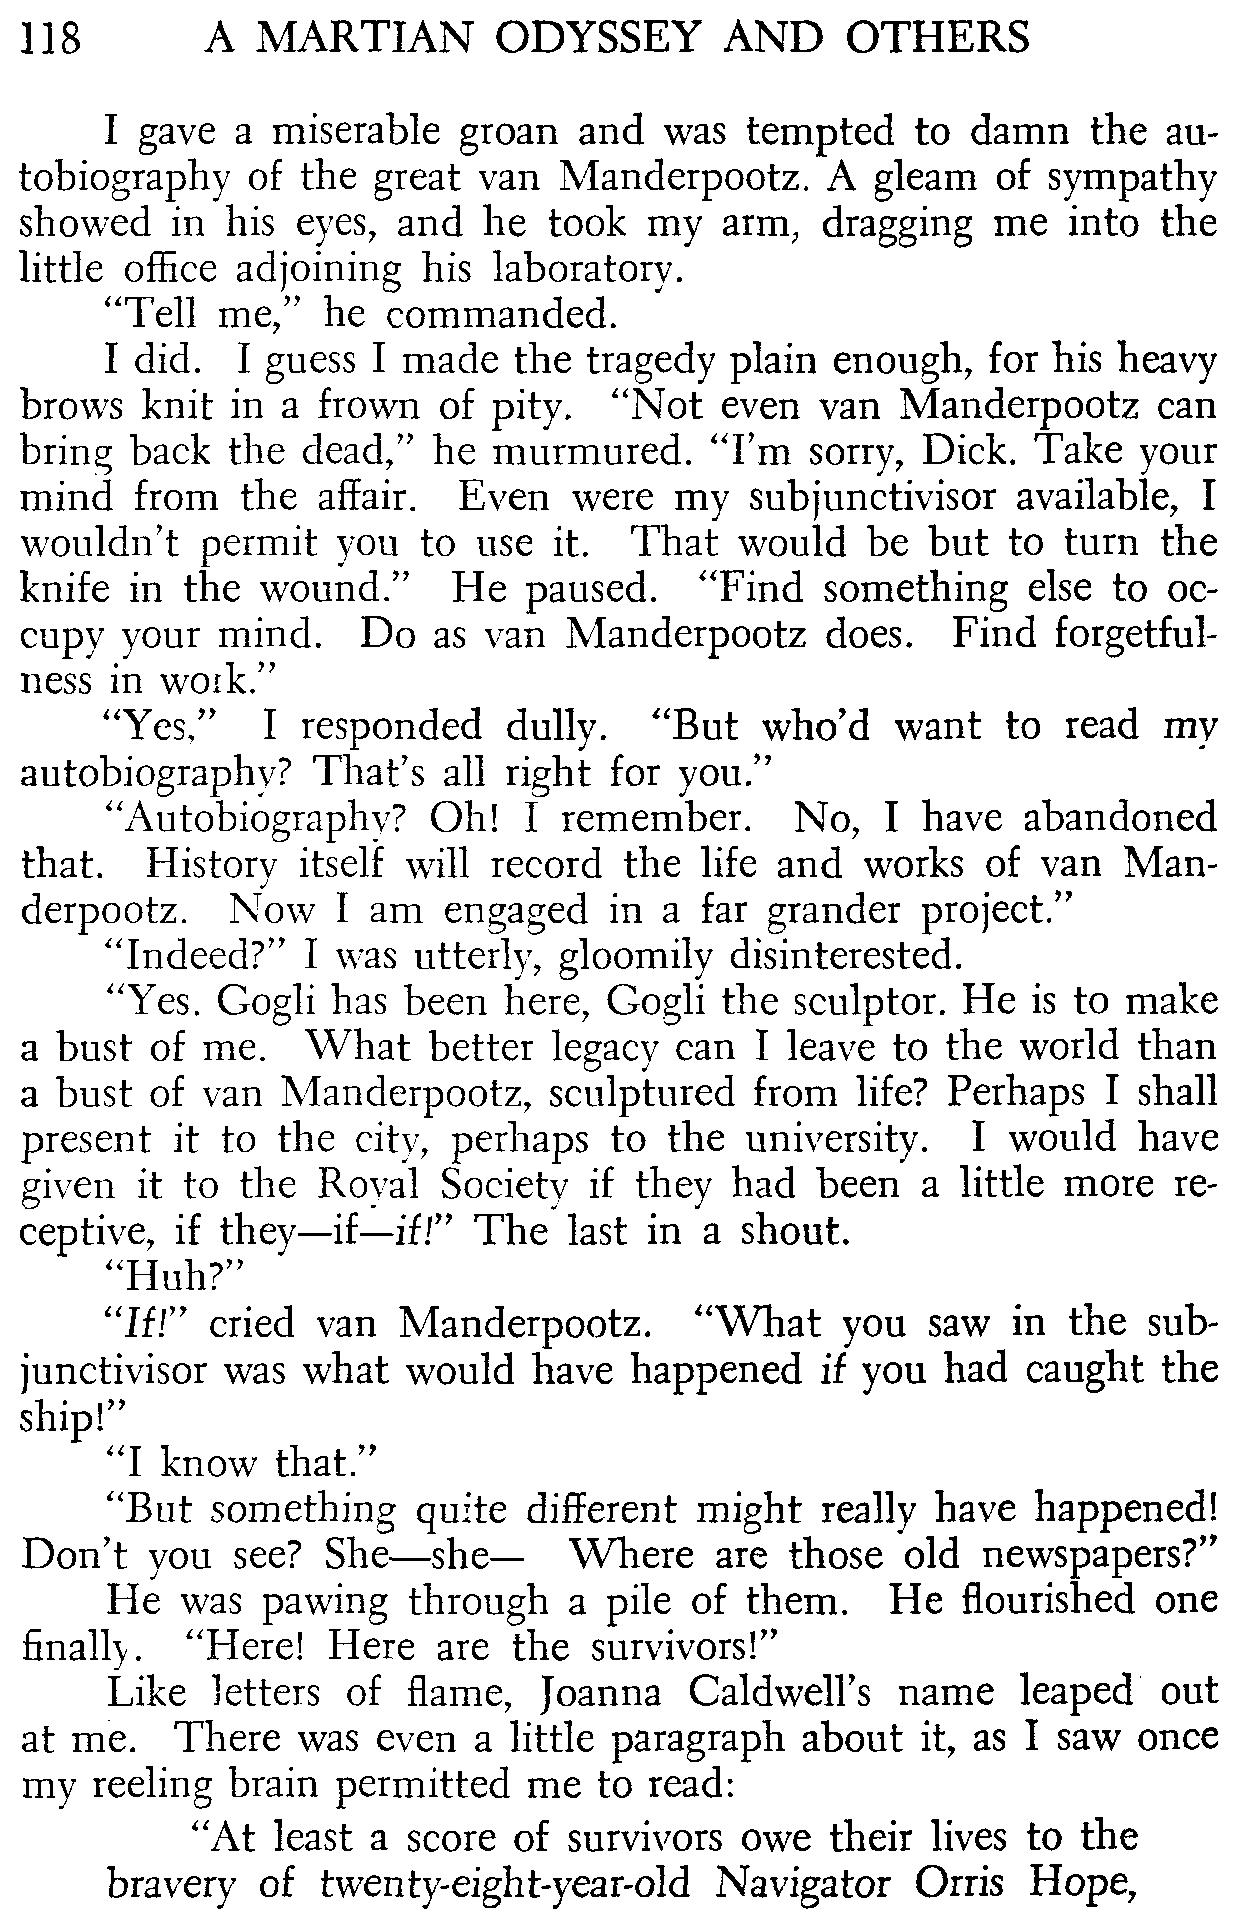 118 A MARTIAN ODYSSEY AND OTHERS
I gave a miserable groan and was tempted to damn the au-
tobiography of the great van Manderpootz. A gleam of sympathy
showed in his eyes, and he took my arm, dragging me into the
little office adjoining his laboratory.
"Tell me," he commanded.
I did. I guess I made the tragedy plain enough, for his heavy
brows knit in a frown of pity. "Not even van Manderpootz can
bring back the dead," he murmured. "I'm sorry, Dick. Take your
mind from the affair. Even were my subjunctivisor available, I
wouldn't permit you to use it. That would be but to turn the
knife in the wound." He paused. "Find something else to oc-
cupy your mind. Do as van Manderpootz does. Find forgetful-
ness in work."
"Yes," I responded dully. "But who'd want to read my
autobiography? That's all right for you."
"Autobiography? Oh! I remember. No, I have abandoned
that. History itself will record the life and works of van Man-
derpootz. Now I am engaged in a far grander project."
"Indeed?" I was utterly, gloomily disinterested.
"Yes. Gogli has been here, Gogli the sculptor. He is to make
a bust of me. What better legacy can I leave to the world than
a bust of van Manderpootz, sculptured from life? Perhaps I shall
present it to the city, perhaps to the university. I would have
given it to the Royal Society if they had been a little more re-
ceptive, if they—if—if!" The last in a shout.
"Huh?"
"If!" cried van Manderpootz. "What you saw in the sub-
junctivisor was what would have happened if you had caught the
ship!"
"I know that."
"But something quite different might really have happened!
Don't you see? She—she— Where are those old newspapers?"
He was pawing through a pile of them. He flourished one
finally. "Here! Here are the survivors!"
Like letters of flame, Joanna Caldwell's name leaped out
at me. There was even a little paragraph about it, as I saw once
my reeling brain permitted me to read:
"At least a score of survivors owe their lives to the
bravery of twenty-eight-year-old Navigator Orris Hope,